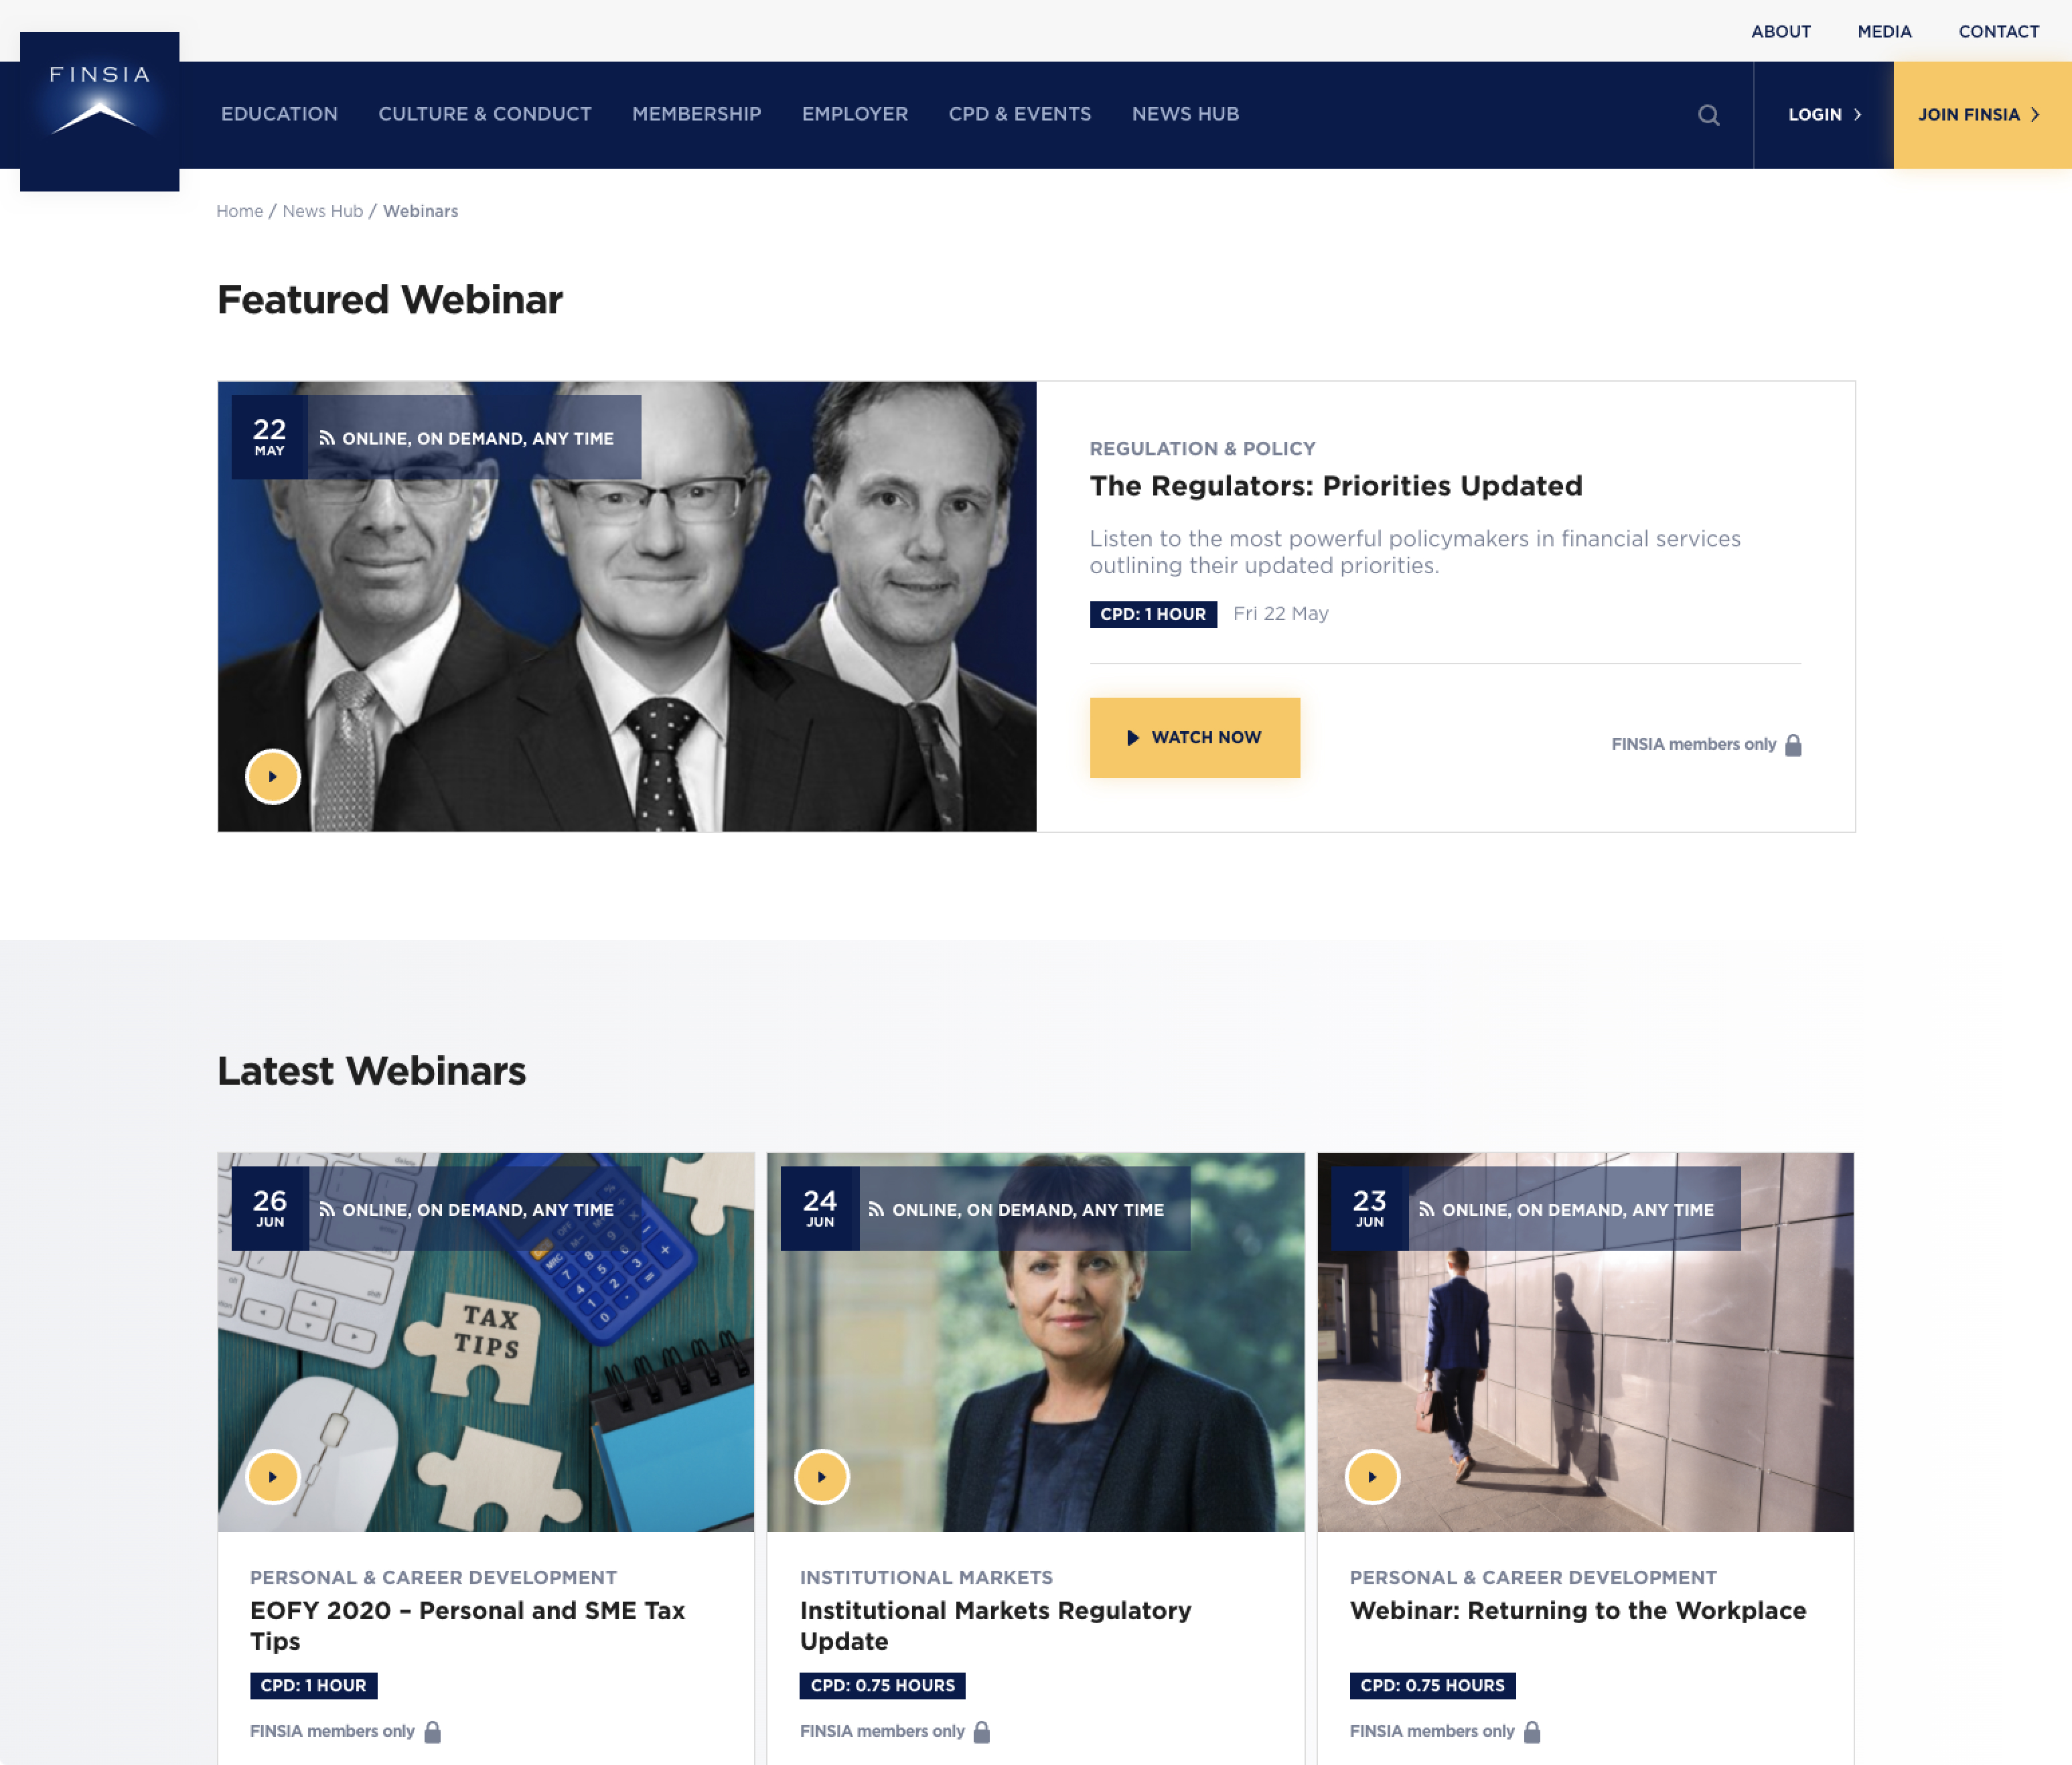 ABOUT MEDIA CONTACT
FINSIA
EDUCATION CULTURE & CONDUCT MEMBERSHIP EMPLOYER CPD & EVENTS NEWS HUB LOGIN JOIN FINSIA
Home / News Hub / Webinars
Featured Webinar
22
MAY
ONLINE, ON DEMAND, ANY TIME
REGULATION & POLICY
The Regulators: Priorities Updated
Listen to the most powerful policymakers in financial services
outlining their updated priorities.
CPD: 1 HOUR Fri 22 May
WATCH NOW
FINSIA members only
Latest Webinars
26
JUN
ONLINE, ON DEMAND, ANY TIME
TAX
TIPS
PERSONAL & CAREER DEVELOPMENT
EOFY 2020 – Personal and SME Tax
Tips
CPD: 1 HOUR
FINSIA members only
24
JUN
ONLINE, ON DEMAND, ANY TIME
INSTITUTIONAL MARKETS
Institutional Markets Regulatory
Update
CPD: 0.75 HOURS
FINSIA members only
23
JUN
ONLINE, ON DEMAND, ANY TIME
PERSONAL & CAREER DEVELOPMENT
Webinar: Returning to the Workplace
CPD: 0.75 HOURS
FINSIA members only